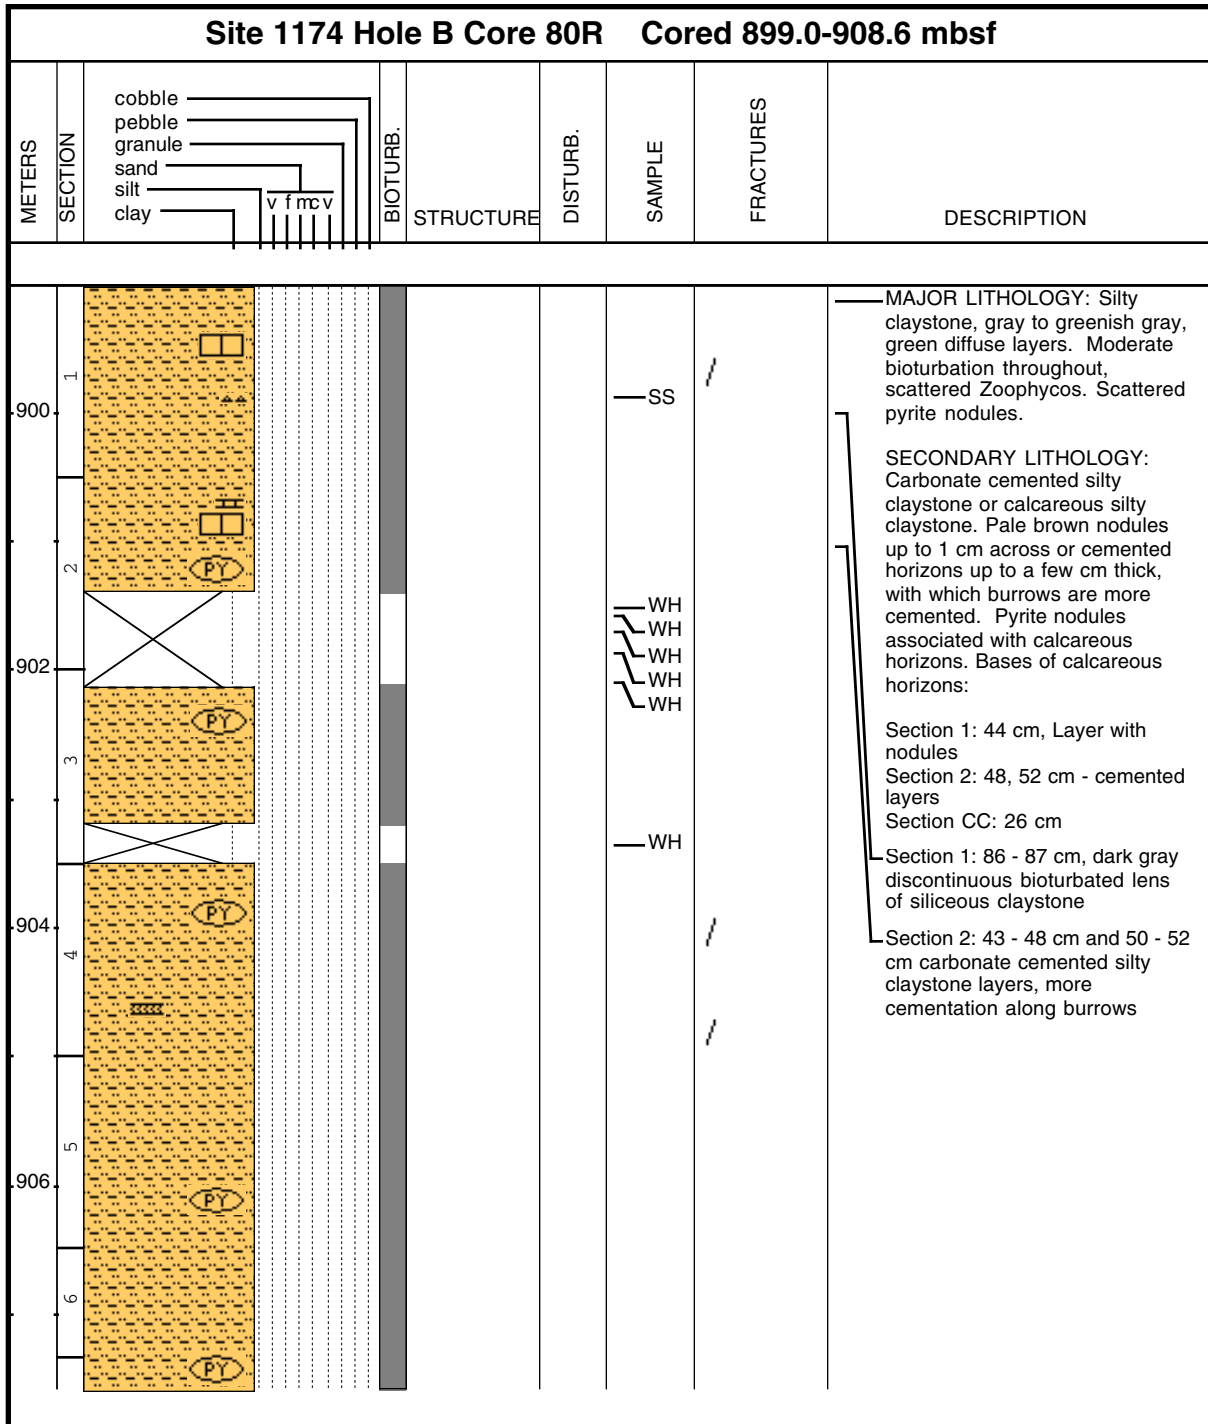 Site 1174 Hole B Core 80R Cored 899.0-908.6 mbsf
METERS
SECTION
cobble
pebble
granule
sand
silt
clay
v f m c v
BIOTURB.
STRUCTURE
DISTURB.
SAMPLE
FRACTURES
DESCRIPTION
900
902
904
906
1
2
3
4
5
6
PY
PY
PY
PY
PY
SS
WH
WH
WH
WH
WH
WH
MAJOR LITHOLOGY: Silty
claystone, gray to greenish gray,
green diffuse layers. Moderate
bioturbation throughout,
scattered Zoophycos. Scattered
pyrite nodules.
SECONDARY LITHOLOGY:
Carbonate cemented silty
claystone or calcareous silty
claystone. Pale brown nodules
up to 1 cm across or cemented
horizons up to a few cm thick,
with which burrows are more
cemented. Pyrite nodules
associated with calcareous
horizons. Bases of calcareous
horizons:
Section 1: 44 cm, Layer with
nodules
Section 2: 48, 52 cm - cemented
layers
Section CC: 26 cm
Section 1: 86 - 87 cm, dark gray
discontinuous bioturbated lens
of siliceous claystone
Section 2: 43 - 48 cm and 50 - 52
cm carbonate cemented silty
claystone layers, more
cementation along burrows